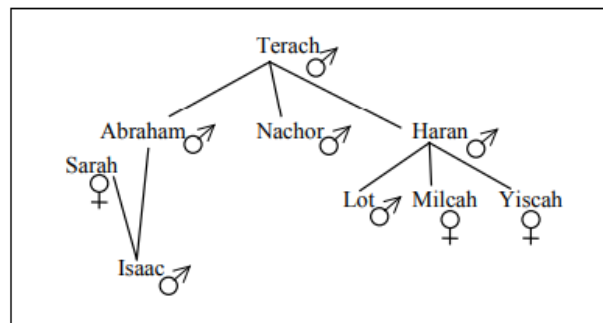 Terach
Abraham Nachor Haran
Sarah
Lot Milcah Yiscah
Isaac